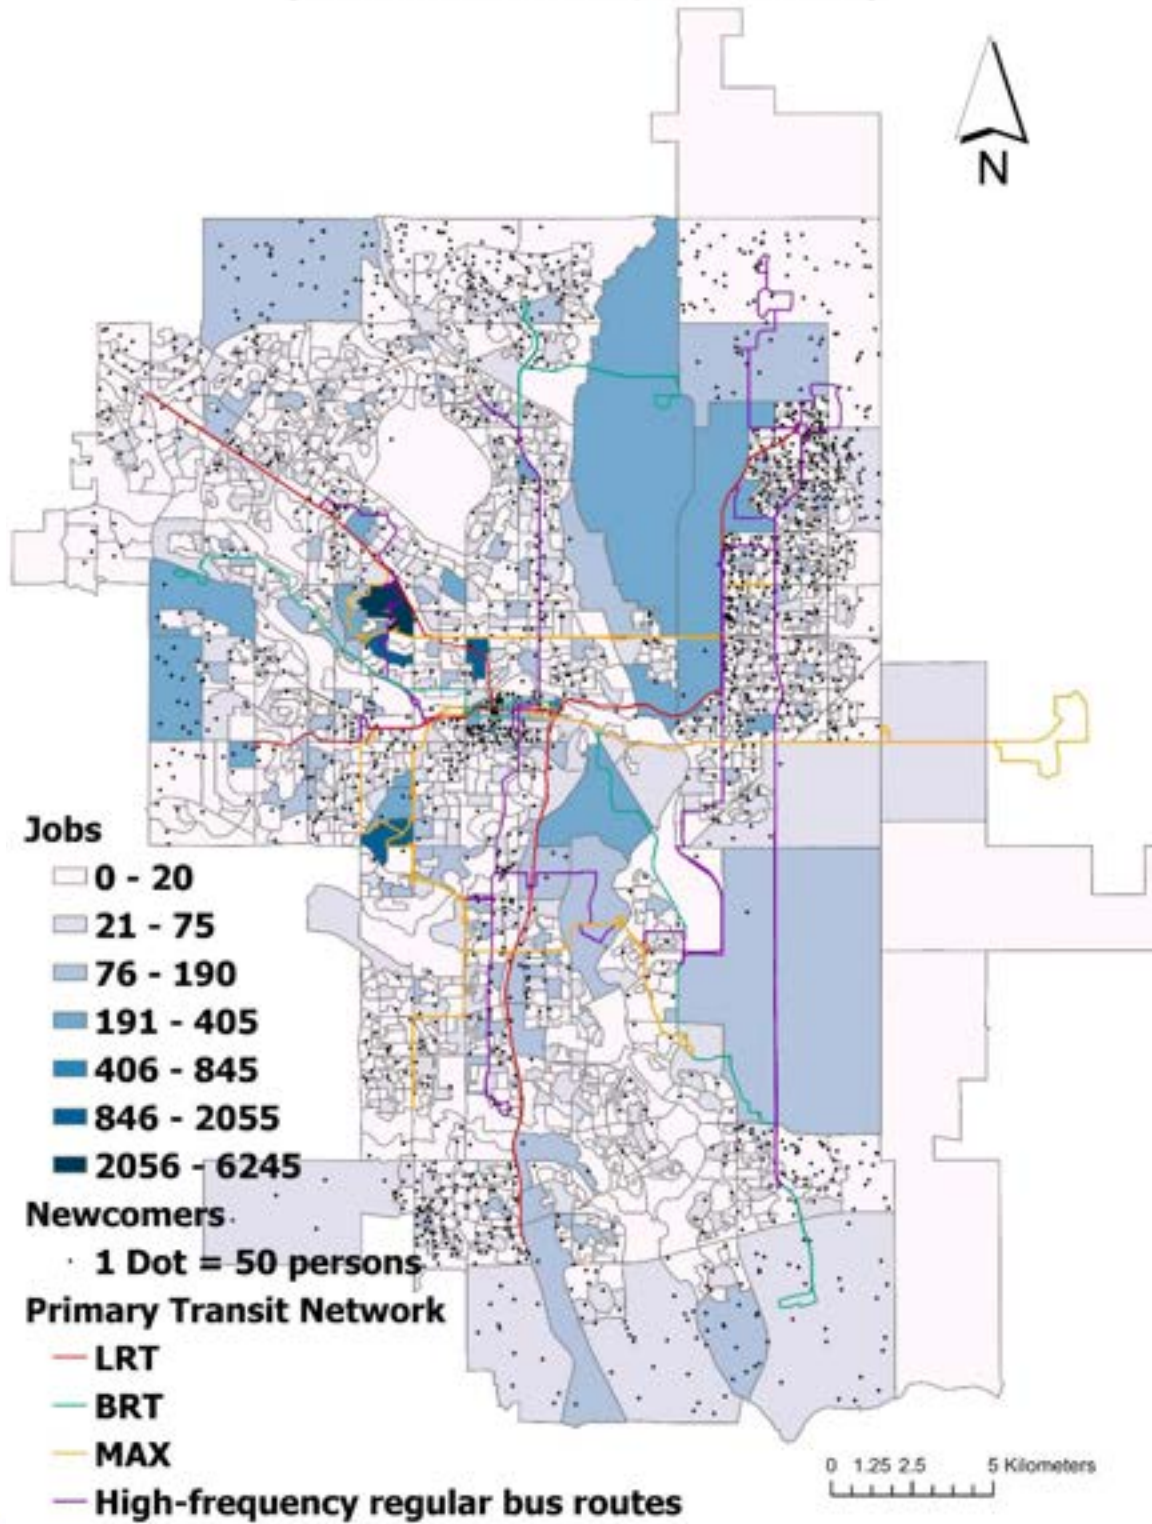 N
Jobs
0 - 20
21 - 75
76 - 190
191 - 405
406 - 845
846 - 2055
2056 - 6245
Newcomers
1 Dot = 50 persons
Primary Transit Network
LRT
BRT
MAX
High-frequency regular bus routes
0 1.25 2.5 5 Kilometers